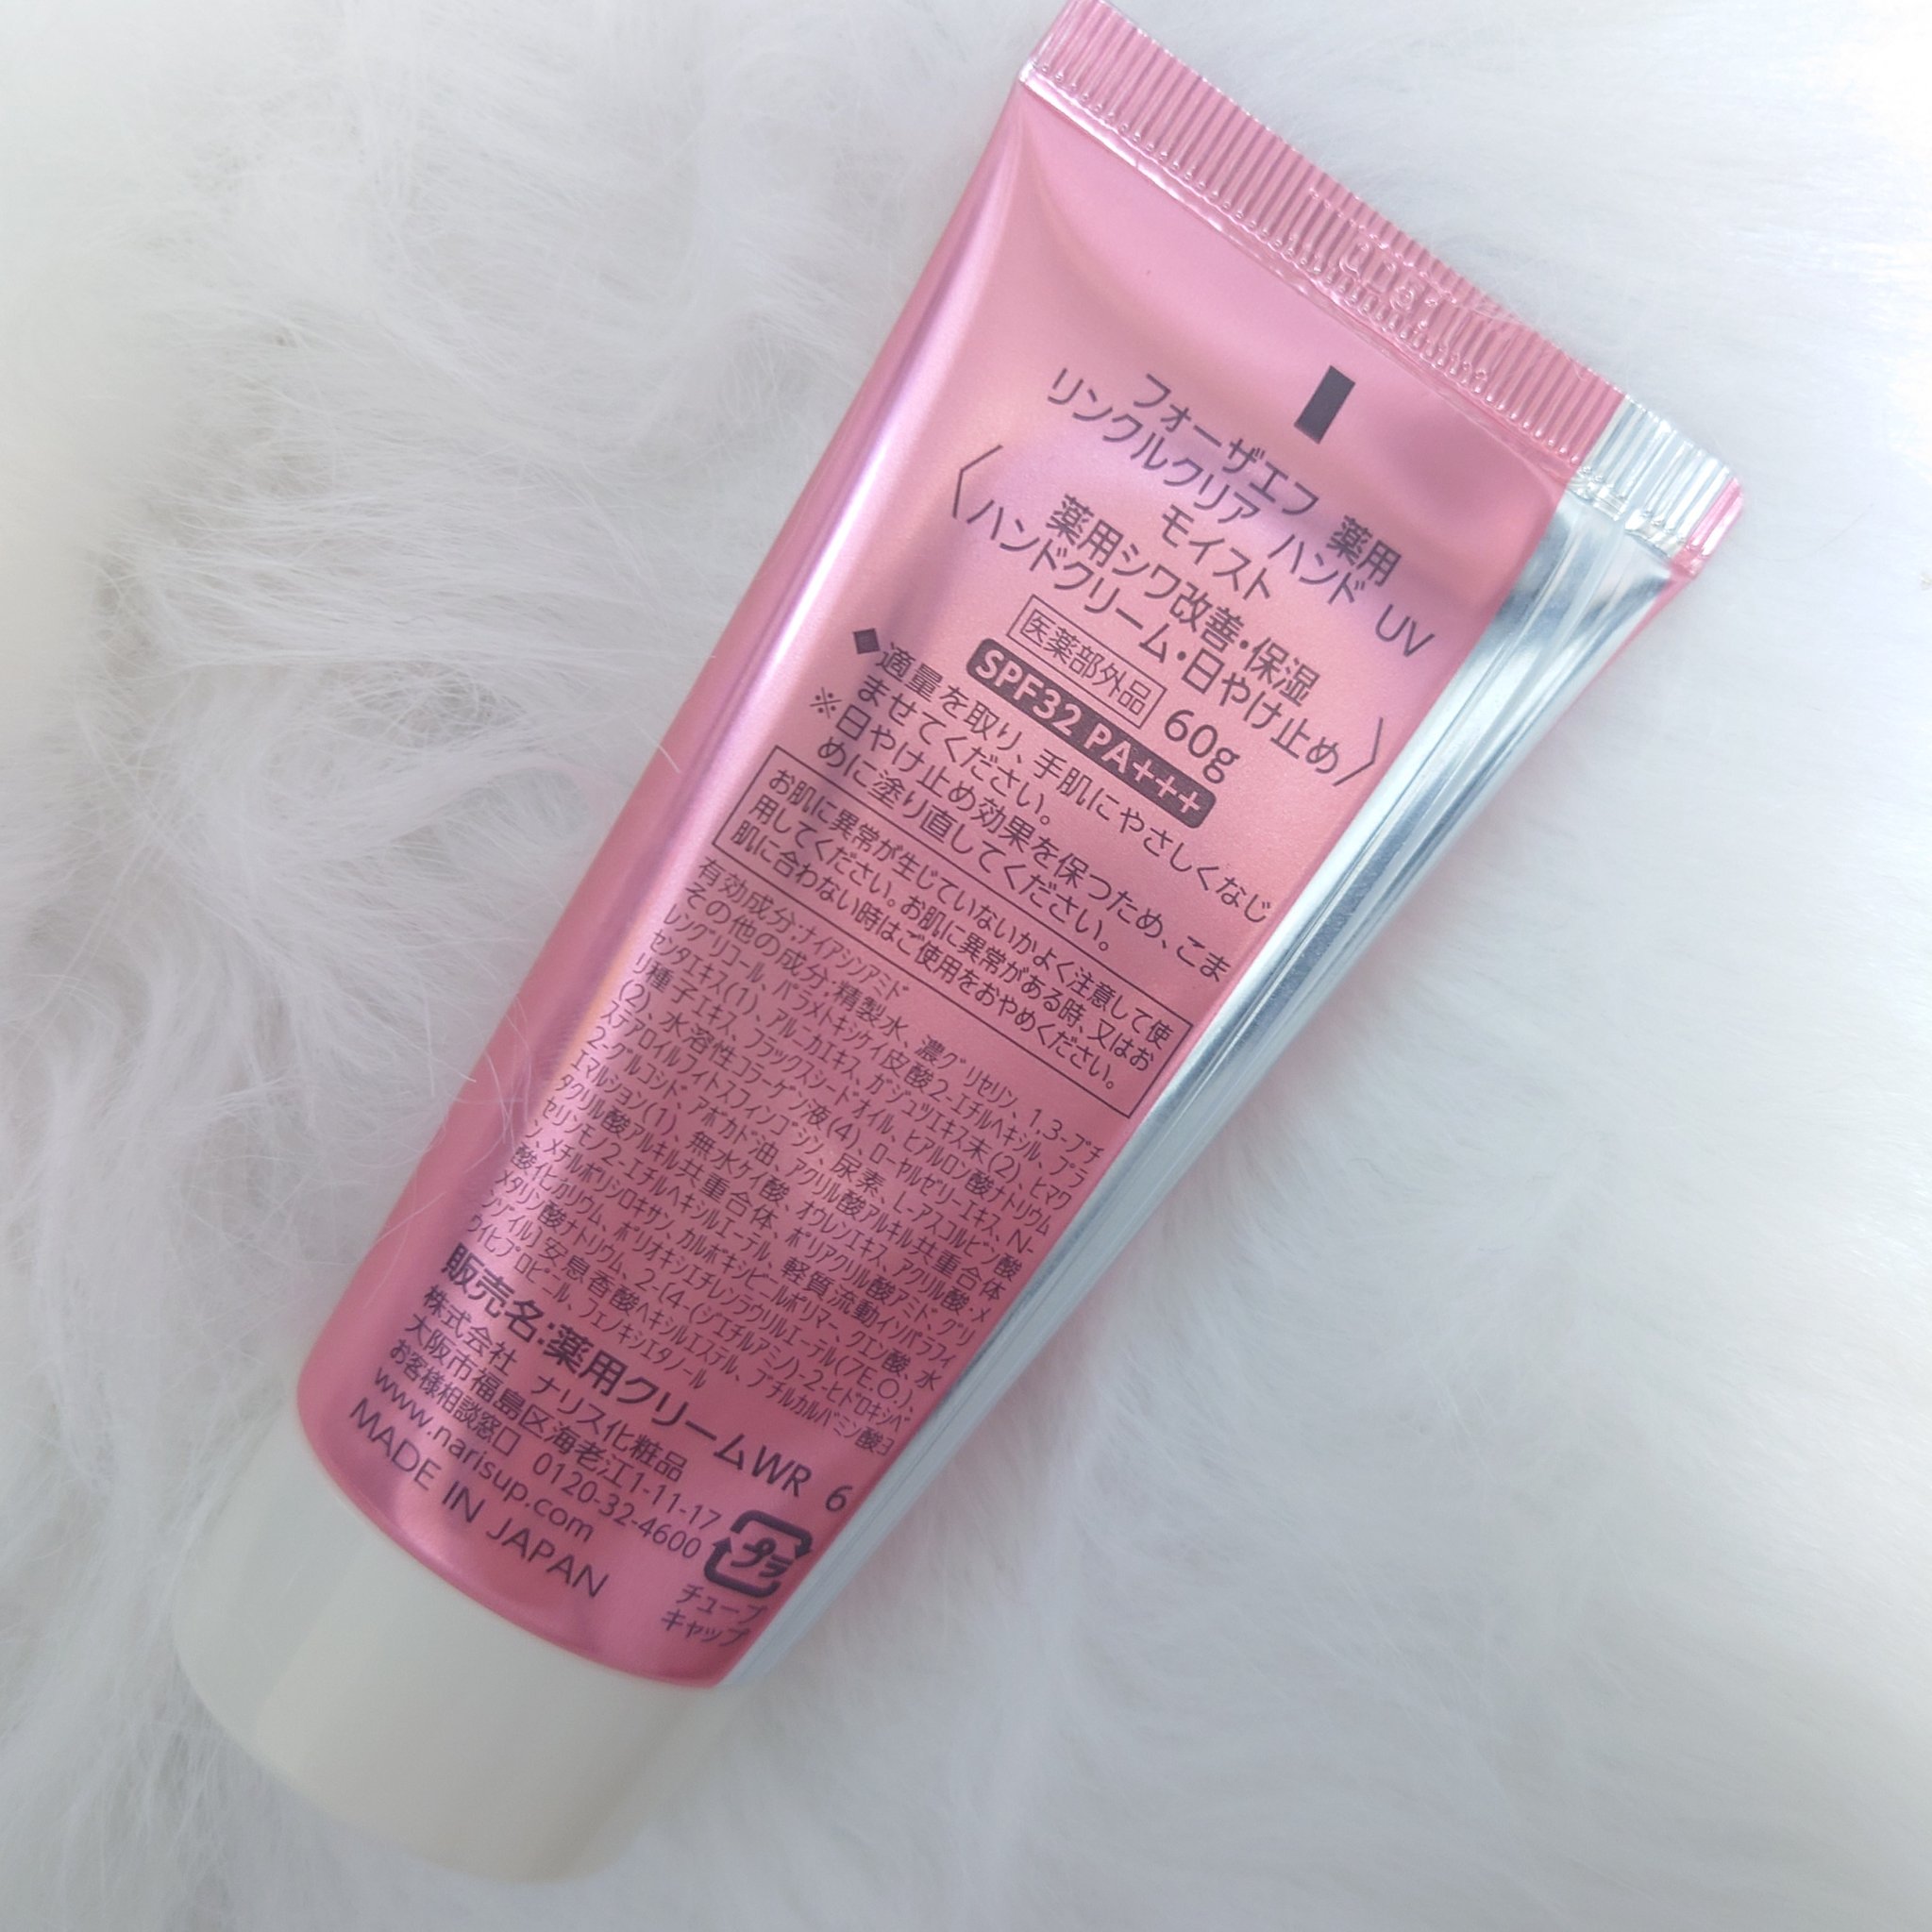 フォーザエフ 薬用
リンクルクリア ハンド UV
モイスト
薬用シワ改善・保湿
ハンドクリーム・日やけ止め
医薬部外品 60g
SPF32 PA+++
◆適量を取り、手肌にやさしくなじ
ませてください。
※日やけ止め効果を保つため、こま
めに塗り直してください。
お肌に異常が生じていないかよく注意して使
用してください。お肌に異常がある時、又はお
肌に合わない時はご使用をおやめください。
有効成分:ナイアシンアミド
その他の成分:精製水、濃グリセリン、1,3-ブチ
レングリコール、パラメトキシケイ皮酸2-エチルヘキシル、プラ
センタエキス(1)、アルニカエキス、ガジュツエキス末(2)、ヒマワ
リ種子エキス、フラックスシードオイル、ヒアルロン酸ナトリウム
(2)、水溶性コラーゲン液(4)、ローヤルゼリーエキス、N-
ステアロイルフィトスフィンゴシン、尿素、L-アスコルビン酸
2-グルコシド、アボカド油、アクリル酸アルキル共重合体
エマルション(1)、無水ケイ酸、オウレンエキス、アクリル酸・メ
タクリル酸アルキル共重合体、ポリアクリル酸アミド、グリ
セリンモノ2-エチルヘキシルエーテル、軽質流動イソパラフィン
、メチルポリシロキサン、カルボキシビニルポリマー、クエン酸、水
酸化カリウム、ポリオキシエチレンラウリルエーテル(7E.O.)、
メタリン酸ナトリウム、2-[4-(ジエチルアミノ)-2-ヒドロキシベ
ンゾイル]安息香酸ヘキシルエステル、ブチルカルバミン酸ヨ
ウ化プロピニル、フェノキシエタノール
販売名:薬用クリームWR 6
株式会社 ナリス化粧品
大阪市福島区海老江1-11-17
お客様相談窓口 0120-32-4600
www.narisup.com
MADE IN JAPAN
プラ
チューブ
キャップ